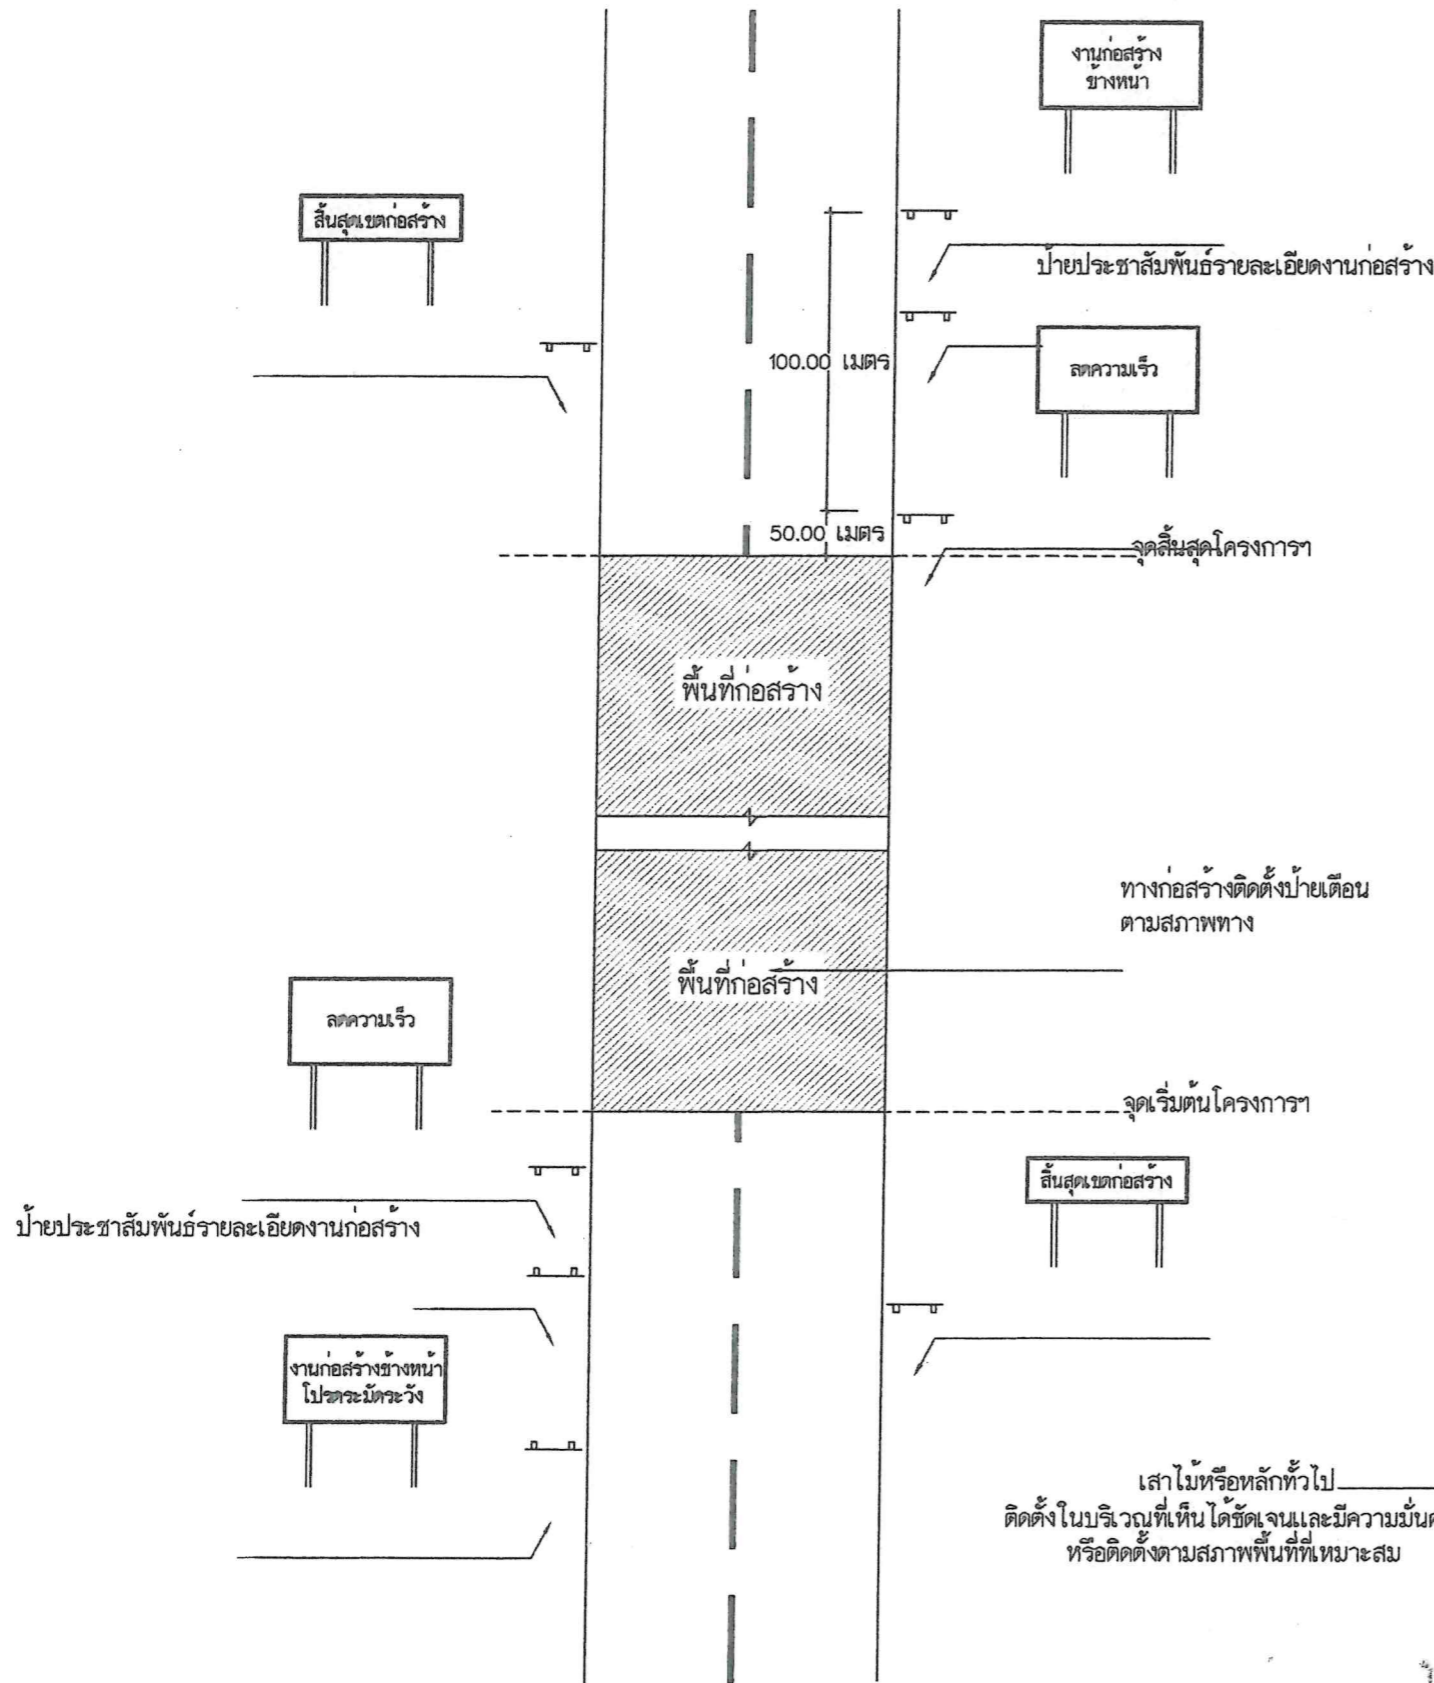 งานก่อสร้าง
ข้างหน้า
สิ้นสุดเขตก่อสร้าง
ป้ายประชาสัมพันธ์รายละเอียดงานก่อสร้าง
100.00 เมตร
ลดความเร็ว
50.00 เมตร
จุดสิ้นสุดโครงการฯ
พื้นที่ก่อสร้าง
ทางก่อสร้างติดตั้งป้ายเตือน
ตามสภาพทาง
พื้นที่ก่อสร้าง
ลดความเร็ว
จุดเริ่มต้นโครงการฯ
สิ้นสุดเขตก่อสร้าง
ป้ายประชาสัมพันธ์รายละเอียดงานก่อสร้าง
งานก่อสร้างข้างหน้า
โปรดระมัดระวัง
เสาไม้หรือหลักทั่วไป
ติดตั้งในบริเวณที่เห็นได้ชัดเจนและมีความมั่นค
หรือติดตั้งตามสภาพพื้นที่ที่เหมาะสม